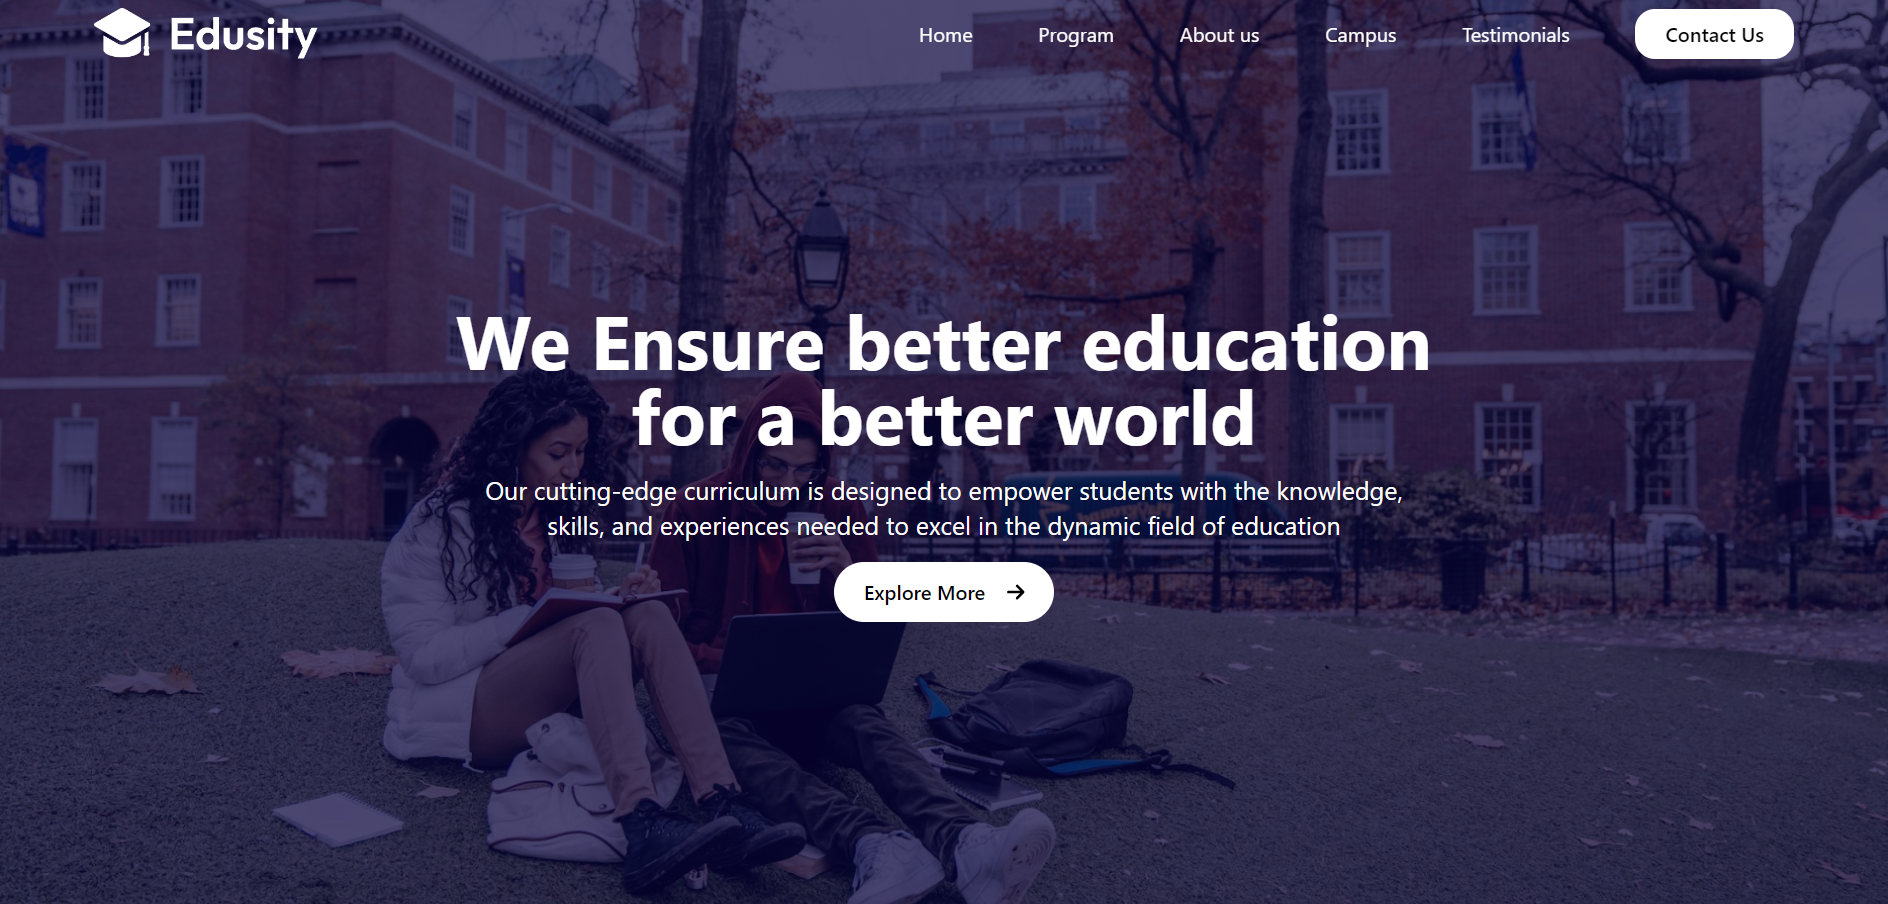 Edusity
Home
Program
About us
Campus
Testimonials
Contact Us
We Ensure better education
for a better world
Our cutting-edge curriculum is designed to empower students with the knowledge,
skills, and experiences needed to excel in the dynamic field of education
Explore More